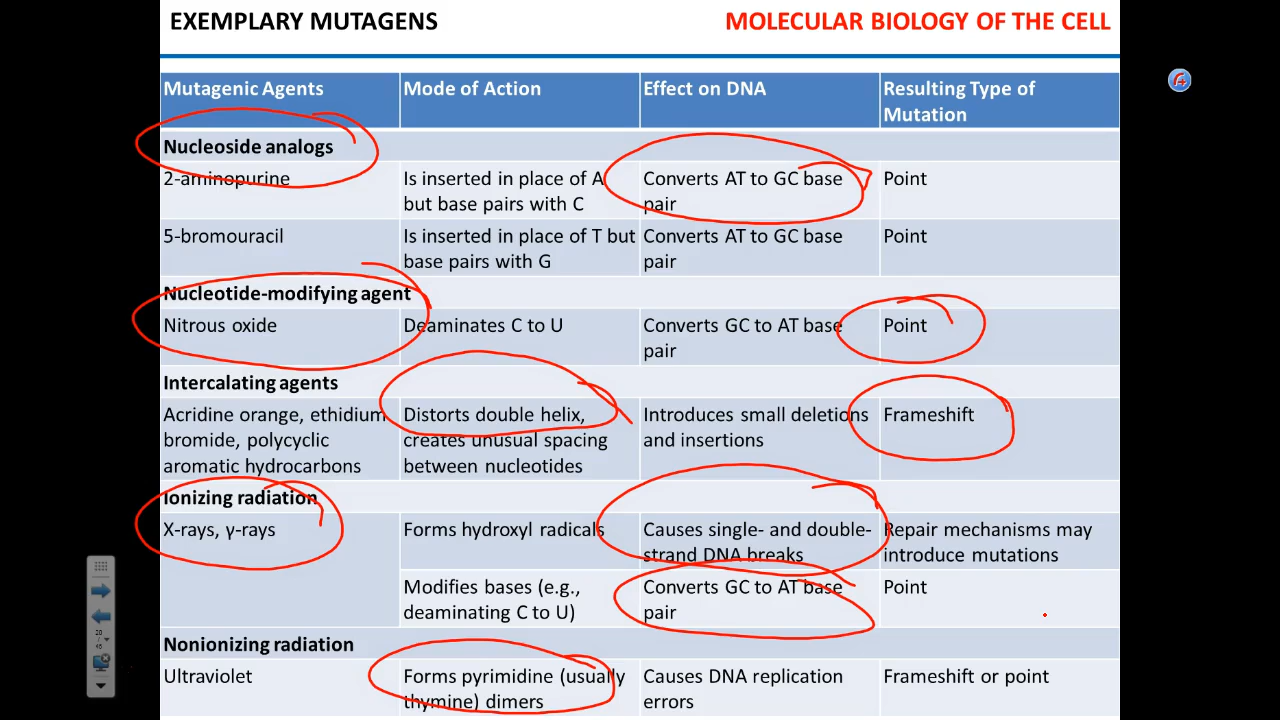 EXEMPLARY MUTAGENS
MOLECULAR BIOLOGY OF THE CELL
Mutagenic Agents
Mode of Action
Effect on DNA
Resulting Type of
Mutation
Nucleoside analogs
2-aminopurine
Is inserted in place of A
but base pairs with C
Converts AT to GC base
pair
Point
5-bromouracil
Is inserted in place of T but
base pairs with G
Converts AT to GC base
pair
Point
Nucleotide-modifying agent
Nitrous oxide
Deaminates C to U
Converts GC to AT base
pair
Point
Intercalating agents
Acridine orange, ethidium
bromide, polycyclic
aromatic hydrocarbons
Distorts double helix,
creates unusual spacing
between nucleotides
Introduces small deletions
and insertions
Frameshift
Ionizing radiation
X-rays, γ-rays
Forms hydroxyl radicals
Causes single- and double-
strand DNA breaks
Repair mechanisms may
introduce mutations
Modifies bases (e.g.,
deaminating C to U)
Converts GC to AT base
pair
Point
Nonionizing radiation
Ultraviolet
Forms pyrimidine (usually
thymine) dimers
Causes DNA replication
errors
Frameshift or point